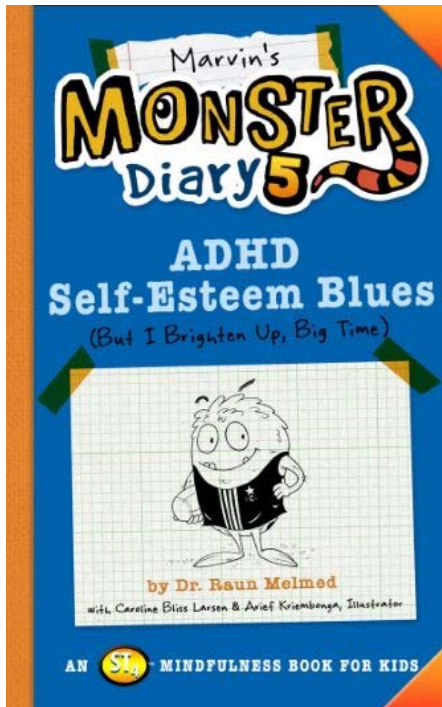 Marvin's
MONSTER
Diary 5
ADHD
Self-Esteem Blues
(But I Brighten Up, Big Time)
by Dr. Raun Melmed
with Caroline Bliss Larsen & Arief Kriembonga, Illustrator
AN ST4™ MINDFULNESS BOOK FOR KIDS